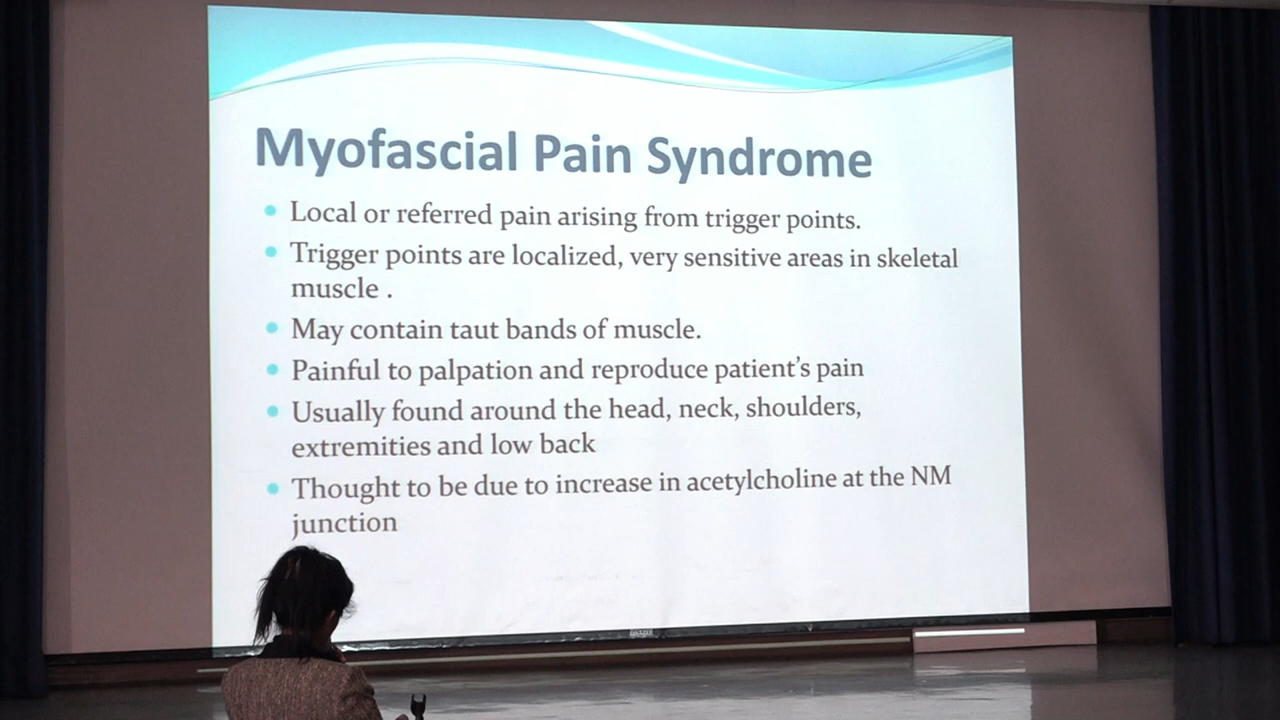 Myofascial Pain Syndrome
Local or referred pain arising from trigger points.
Trigger points are localized, very sensitive areas in skeletal
muscle .
May contain taut bands of muscle.
Painful to palpation and reproduce patient's pain
Usually found around the head, neck, shoulders,
extremities and low back
Thought to be due to increase in acetylcholine at the NM
junction